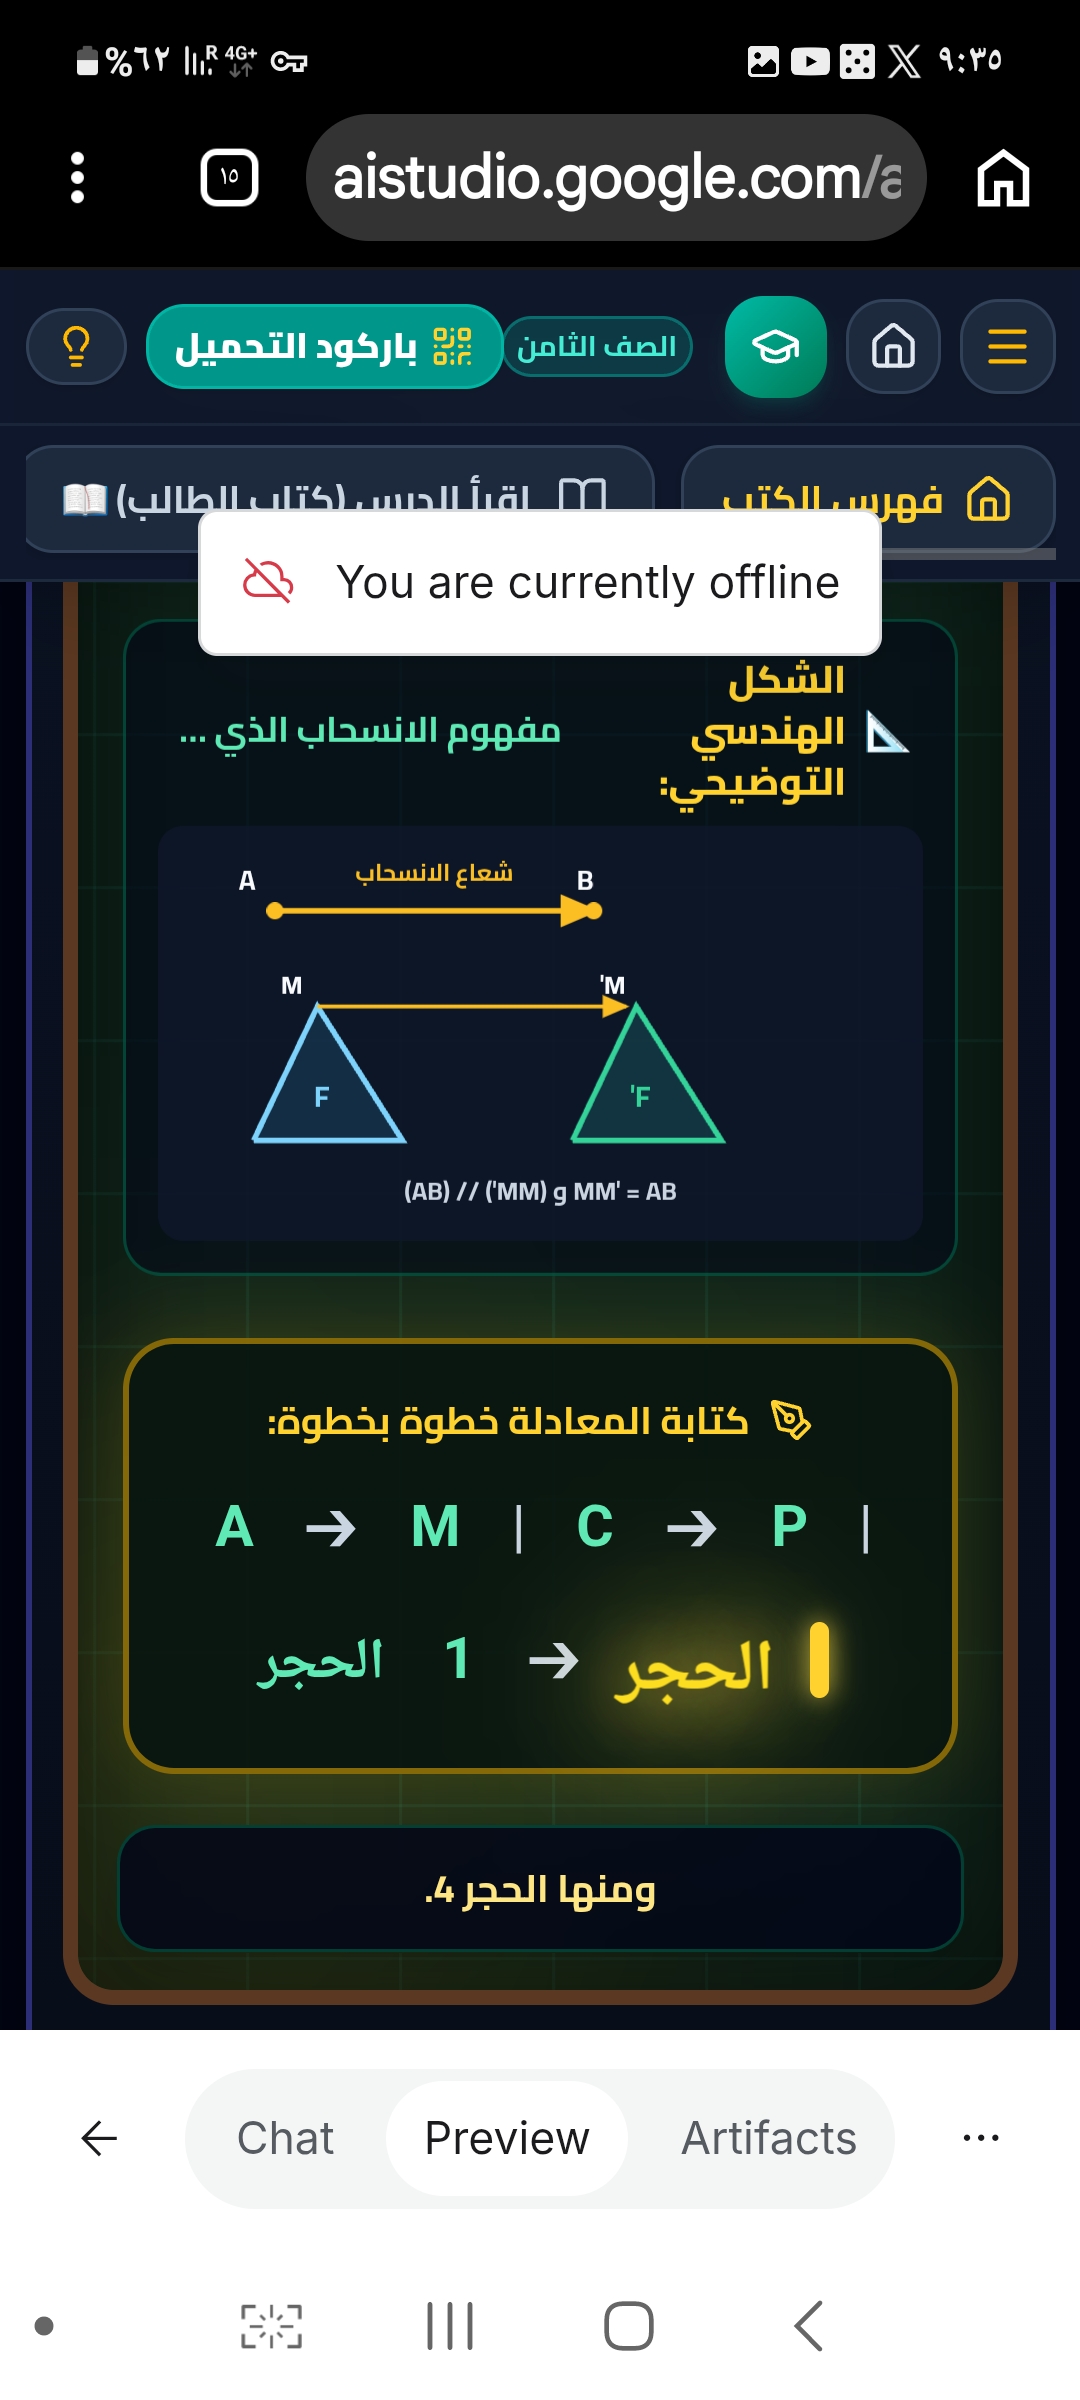 ٩:٣٥
4G+
R
%٦٢
aistudio.google.com/a
١٥
الصف الثامن
باركود التحميل
فهرس الكتب
اقرأ الدرس (كتاب الطالب) 📖
You are currently offline
الشكل
الهندسي
التوضيحي:
مفهوم الانسحاب الذي ...
A
شعاع الانسحاب
B
M
'M
F
'F
(AB) // ('MM) و MM' = AB
كتابة المعادلة خطوة بخطوة:
A → M | C → P |
الحجر 1 → الحجر
ومنها الحجر 4.
Chat
Preview
Artifacts